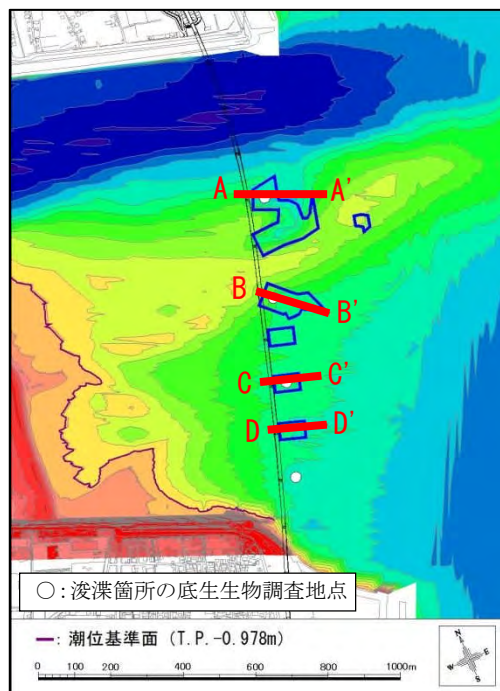 A A'
B
B'
C C'
D D'
○:浚渫箇所の底生生物調査地点
━: 潮位基準面 (T.P.-0.978m)
0 100 200 400 600 800 1000m
N
W E
S